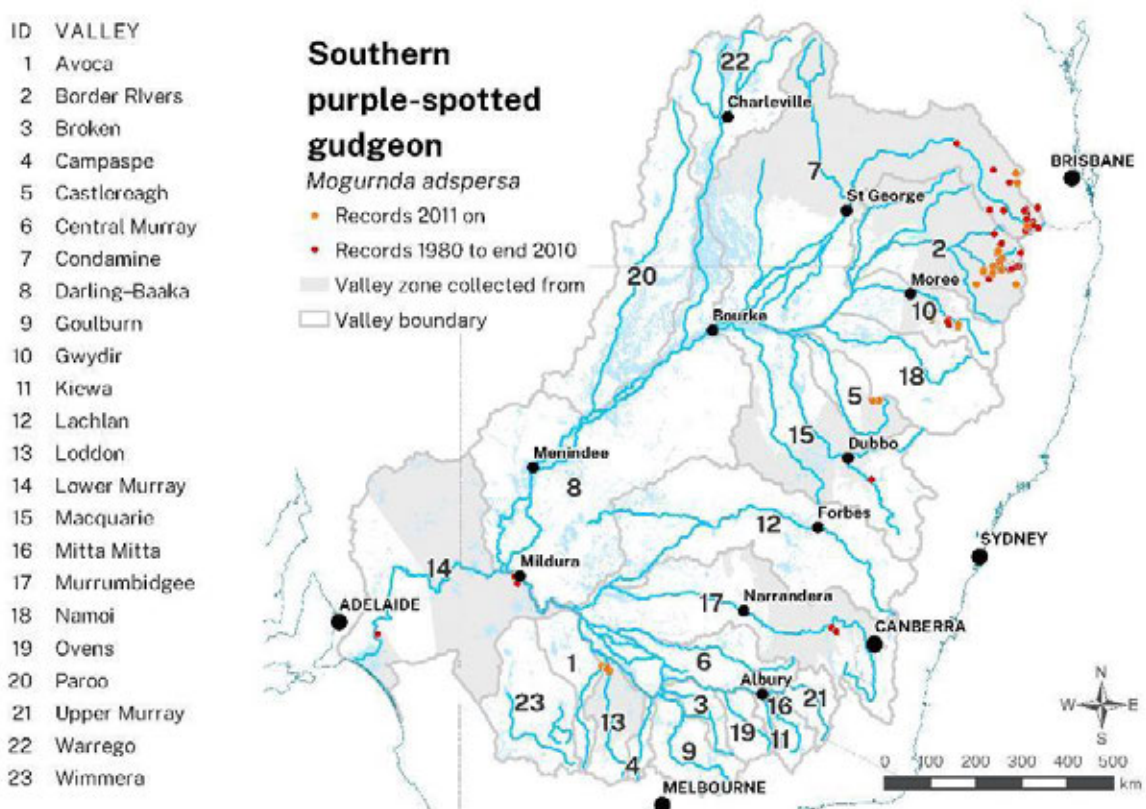 ID VALLEY
1 Avoca
2 Border Rivers
3 Broken
4 Campaspe
5 Castlereagh
6 Central Murray
7 Condamine
8 Darling–Baaka
9 Goulburn
10 Gwydir
11 Kiewa
12 Lachlan
13 Loddon
14 Lower Murray
15 Macquarie
16 Mitta Mitta
17 Murrumbidgee
18 Namoi
19 Ovens
20 Paroo
21 Upper Murray
22 Warrego
23 Wimmera
Southern
purple-spotted
gudgeon
Mogurnda adspersa
Records 2011 on
Records 1980 to end 2010
Valley zone collected from
Valley boundary
22
Charleville
BRISBANE
7
St George
2
20
Moree
10
Bourke
18
5
15
Dubbo
Menindee
8
Forbes
12
SYDNEY
14
Mildura
ADELAIDE
17
Narrandera
CANBERRA
1
6
Albury
23
3
16
21
13
19
11
9
4
MELBOURNE
N
W E
S
0 100 200 300 400 500
km